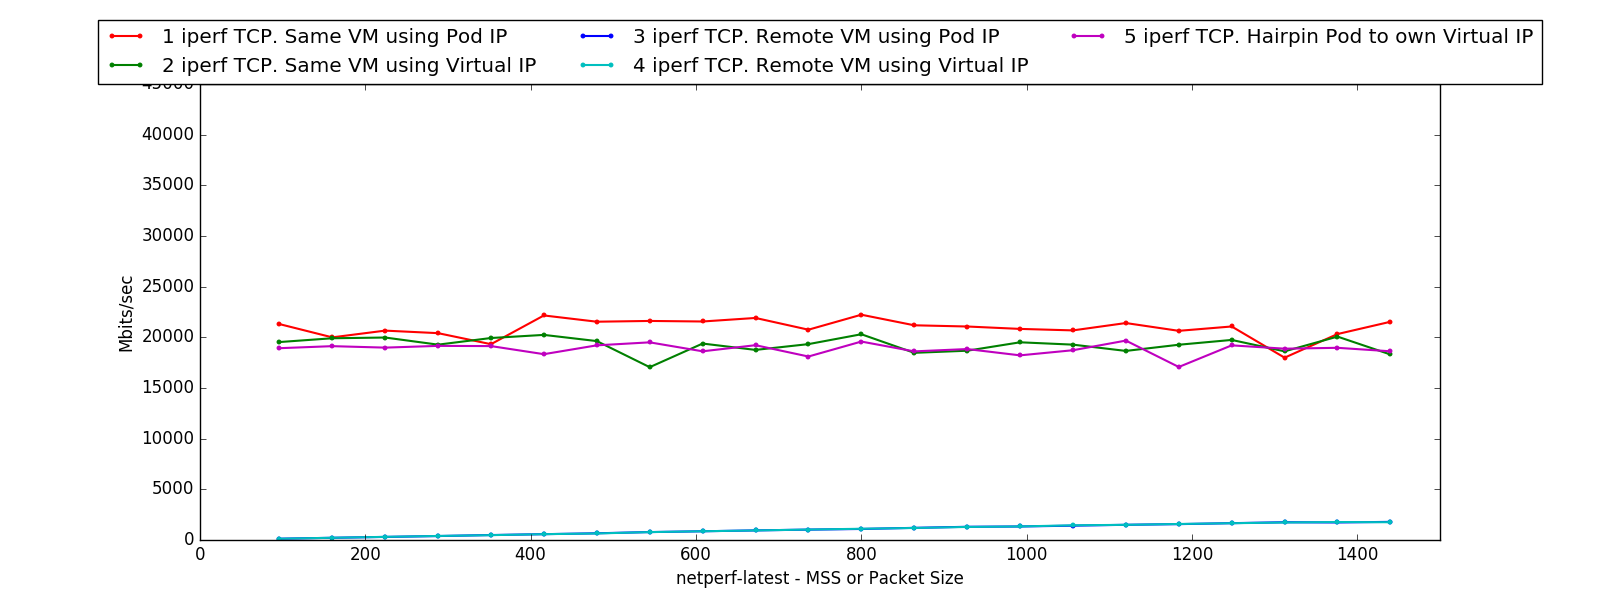 1 iperf TCP. Same VM using Pod IP
2 iperf TCP. Same VM using Virtual IP
3 iperf TCP. Remote VM using Pod IP
4 iperf TCP. Remote VM using Virtual IP
5 iperf TCP. Hairpin Pod to own Virtual IP
45000
40000
35000
30000
25000
20000
15000
10000
5000
0
Mbits/sec
0 200 400 600 800 1000 1200 1400
netperf-latest - MSS or Packet Size